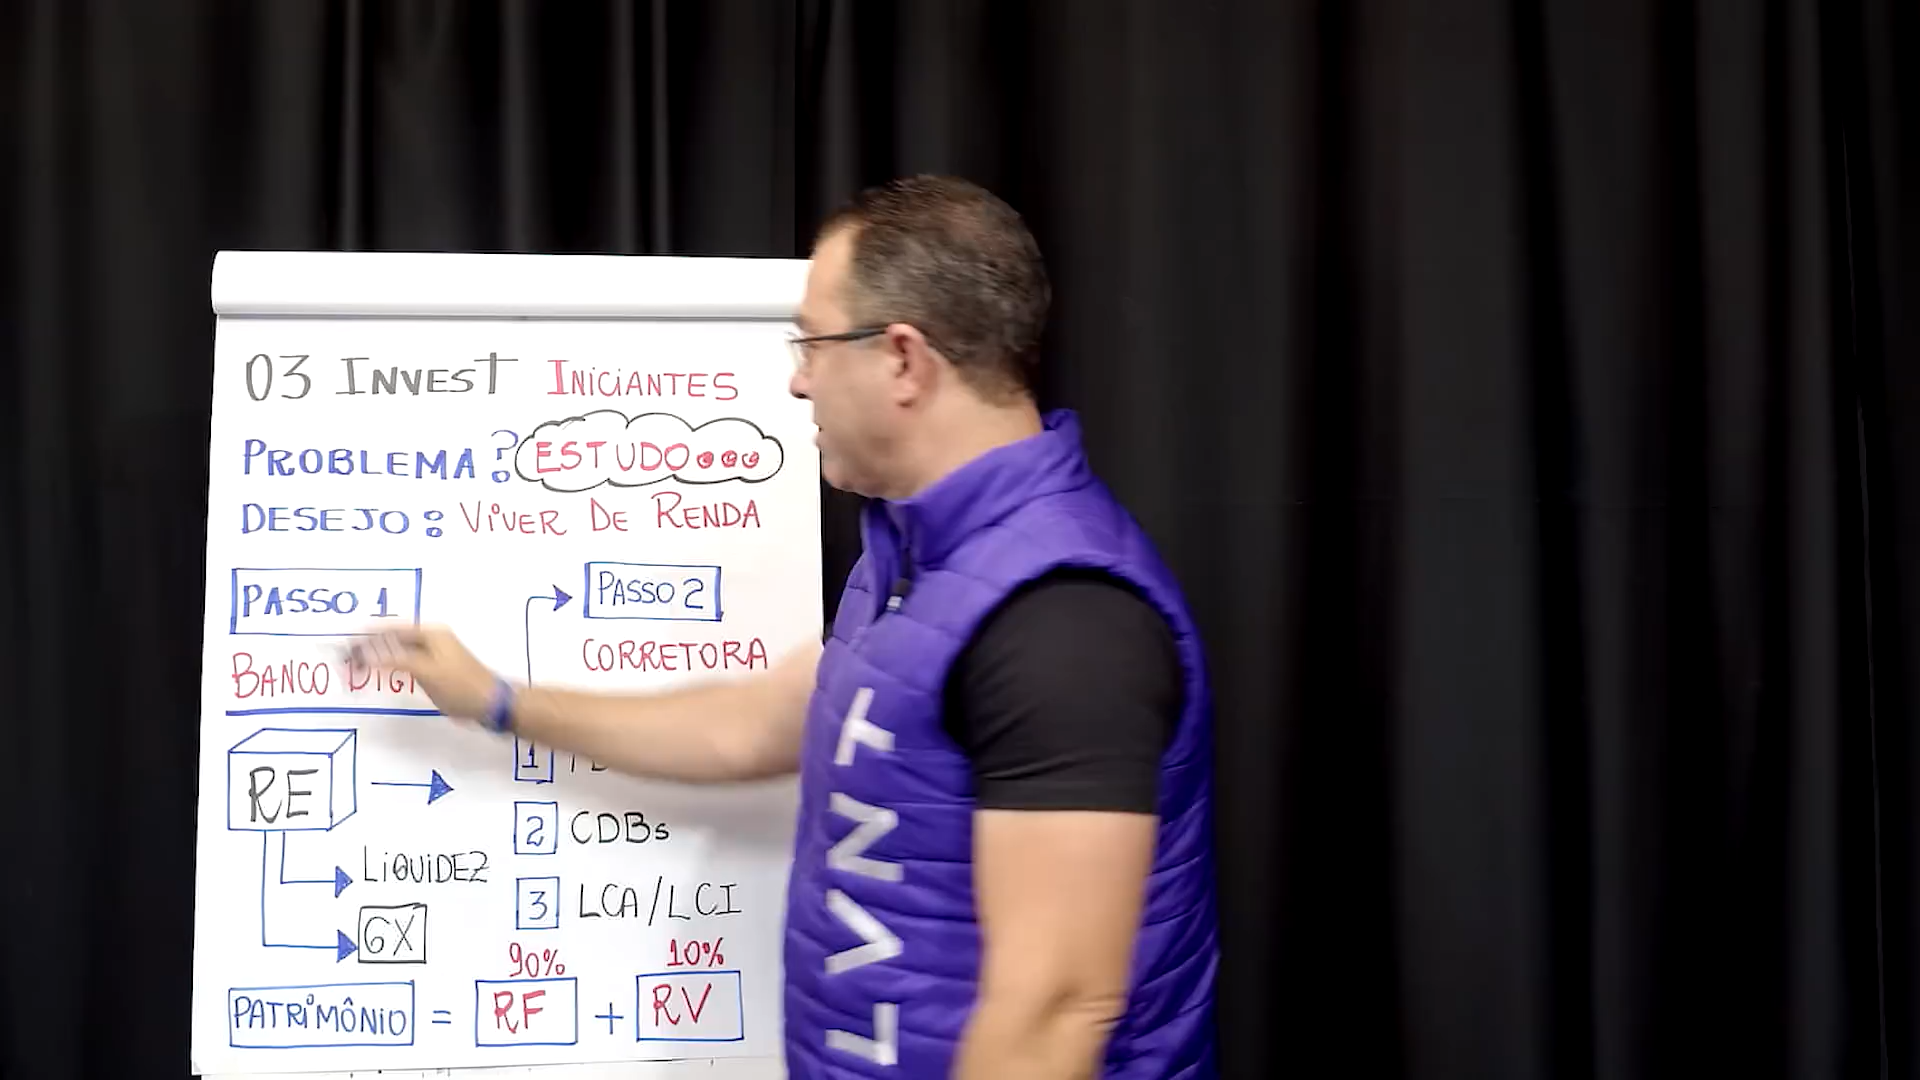 03 INVEST INICIANTES
PROBLEMA? ESTUDO...
DESEJO: VIVER DE RENDA
PASSO 1
BANCO
PASSO 2
CORRETORA
RE
LIQUIDEZ
6X
1
2 CDBs
3 LCA/LCI
90% 10%
PATRIMÔNIO = RF + RV
LVNT